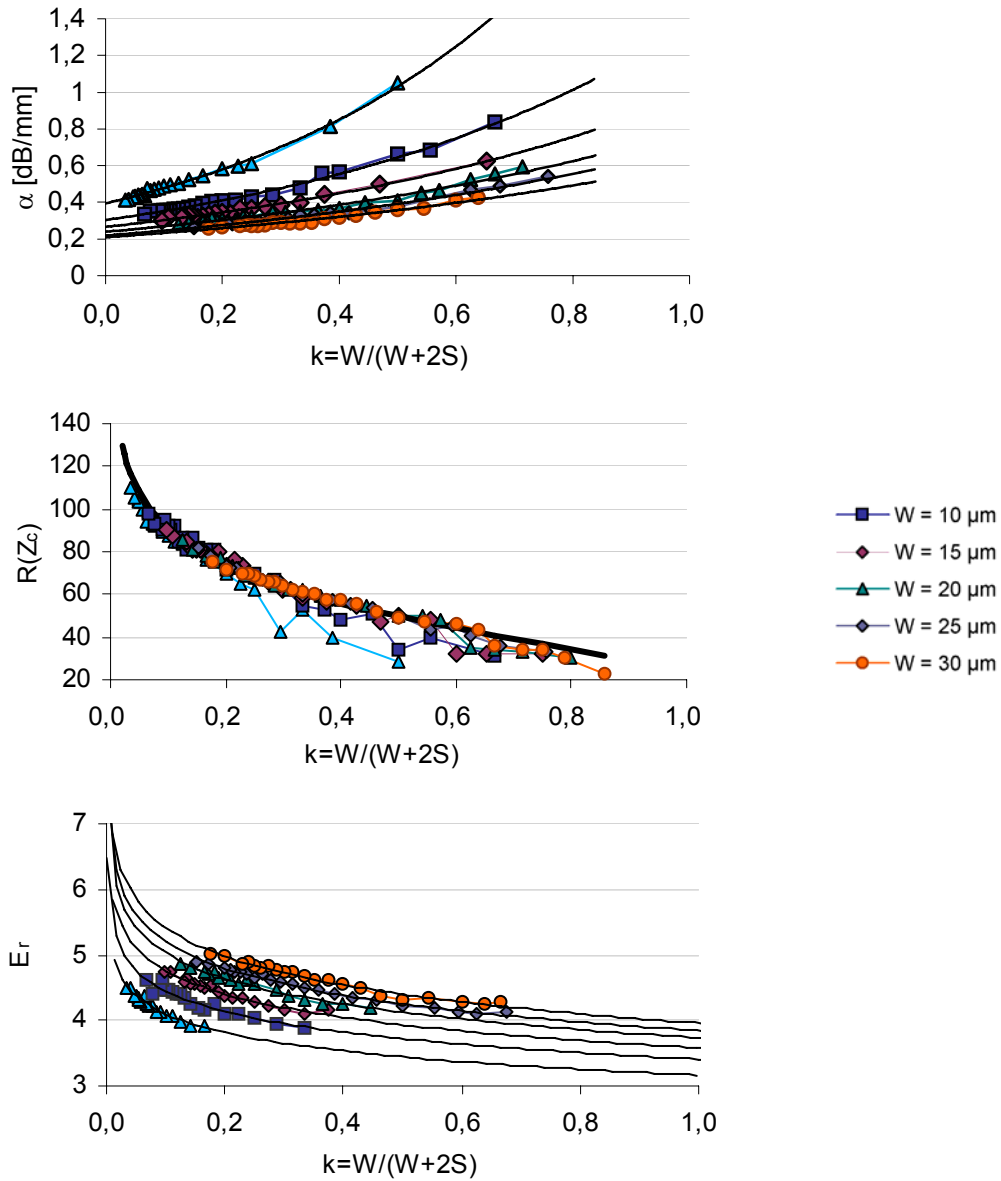 1,4
1,2
1
0,8
0,6
0,4
0,2
0
α [dB/mm]
0,0 0,2 0,4 0,6 0,8 1,0
k=W/(W+2S)
140
120
100
80
60
40
20
R(Zc)
0,0 0,2 0,4 0,6 0,8 1,0
k=W/(W+2S)
W = 10 µm
W = 15 µm
W = 20 µm
W = 25 µm
W = 30 µm
7
6
5
4
3
Er
0,0 0,2 0,4 0,6 0,8 1,0
k=W/(W+2S)